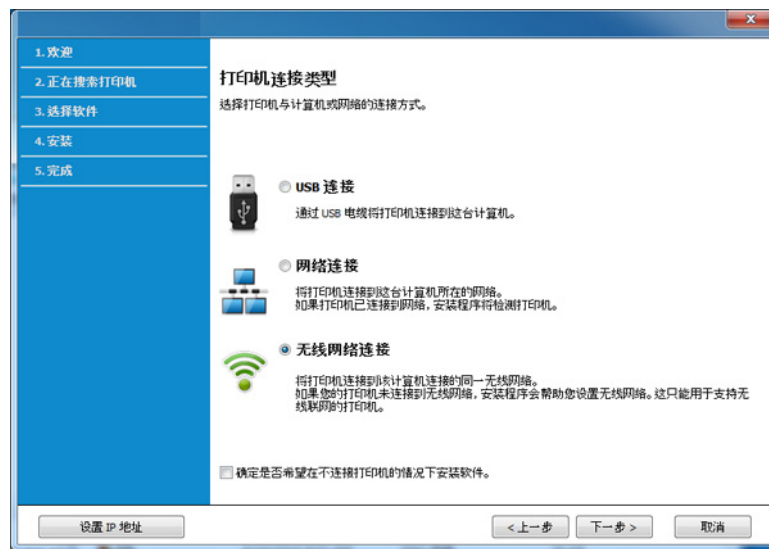 1.欢迎
2.正在搜索打印机
3.选择软件
4.安装
5.完成
打印机连接类型
选择打印机与计算机或网络的连接方式。
USB 连接
通过 USB 电缆将打印机连接到这台计算机。
网络连接
将打印机连接到这台计算机所在的网络。
如果打印机已连接到网络，安装程序将检测打印机。
无线网络连接
将打印机连接到该计算机连接的同一无线网络。
如果您的打印机未连接到无线网络，安装程序会帮助您设置无线网络。这只能用于支持无
线联网的打印机。
确定是否希望在不连接打印机的情况下安装软件。
设置 IP 地址
<上一步
下一步>
取消